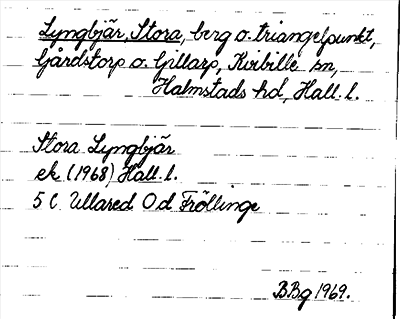 Lyngbjär, Stora, berg o. triangelpunkt,
Gårdstorp o. Gillarp, Kvibille sn,
Halmstads hd, Hall. l.
Stora Lyngbjär
ek (1968) Hall. l.
5 C Ullared O d Fröllinge
BBg 1969.